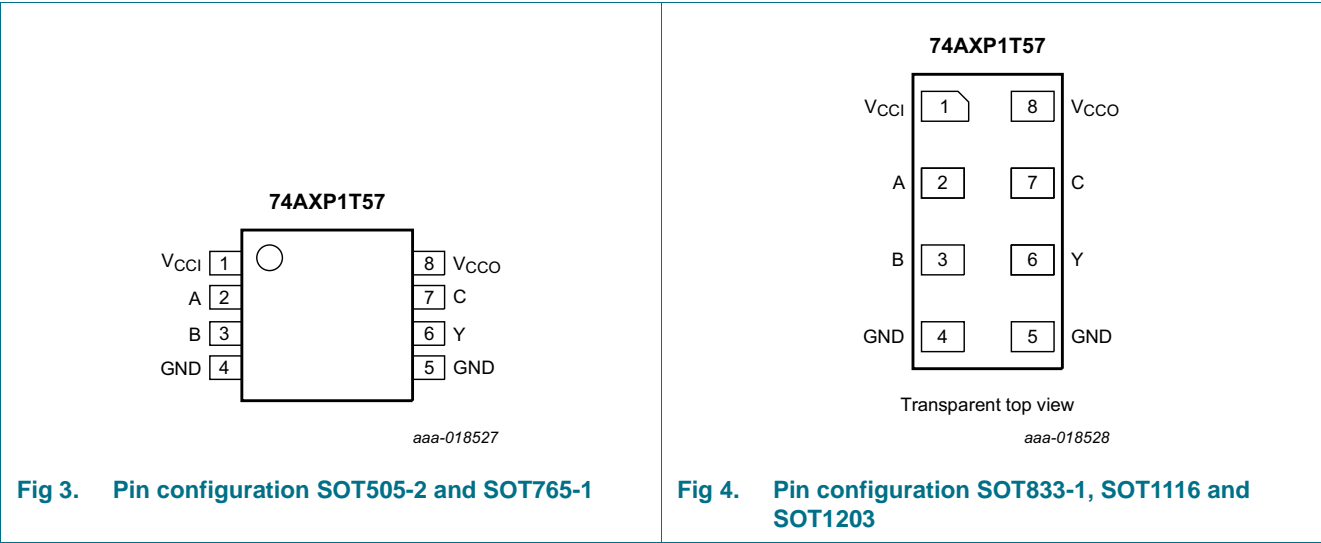 74AXP1T57
VCCI 1 8 VCCO
A 2 7 C
B 3 6 Y
GND 4 5 GND
aaa-018527
Fig 3. Pin configuration SOT505-2 and SOT765-1
74AXP1T57
VCCI 1 8 VCCO
A 2 7 C
B 3 6 Y
GND 4 5 GND
Transparent top view
aaa-018528
Fig 4. Pin configuration SOT833-1, SOT1116 and
SOT1203